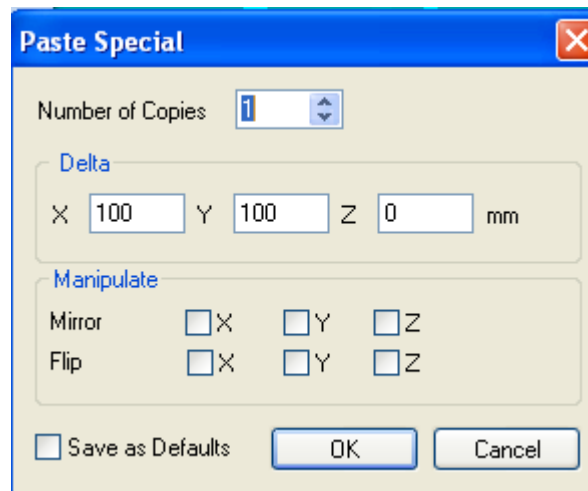 Paste Special
Number of Copies 1
Delta
X 100 Y 100 Z 0 mm
Manipulate
Mirror X Y Z
Flip X Y Z
Save as Defaults OK Cancel